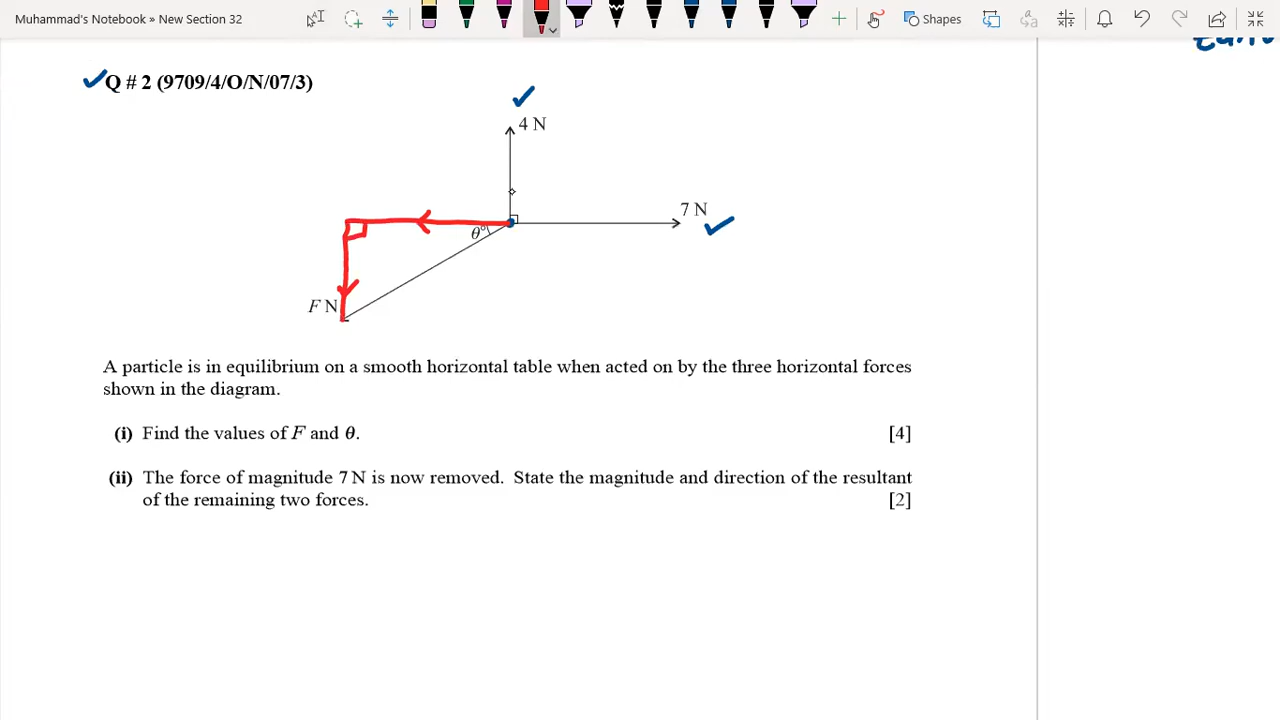 Muhammad's Notebook » New Section 32
Shapes
Q # 2 (9709/4/O/N/07/3)
4 N
7 N
θ°
F N
A particle is in equilibrium on a smooth horizontal table when acted on by the three horizontal forces
shown in the diagram.
(i) Find the values of F and θ. [4]
(ii) The force of magnitude 7 N is now removed. State the magnitude and direction of the resultant
of the remaining two forces. [2]